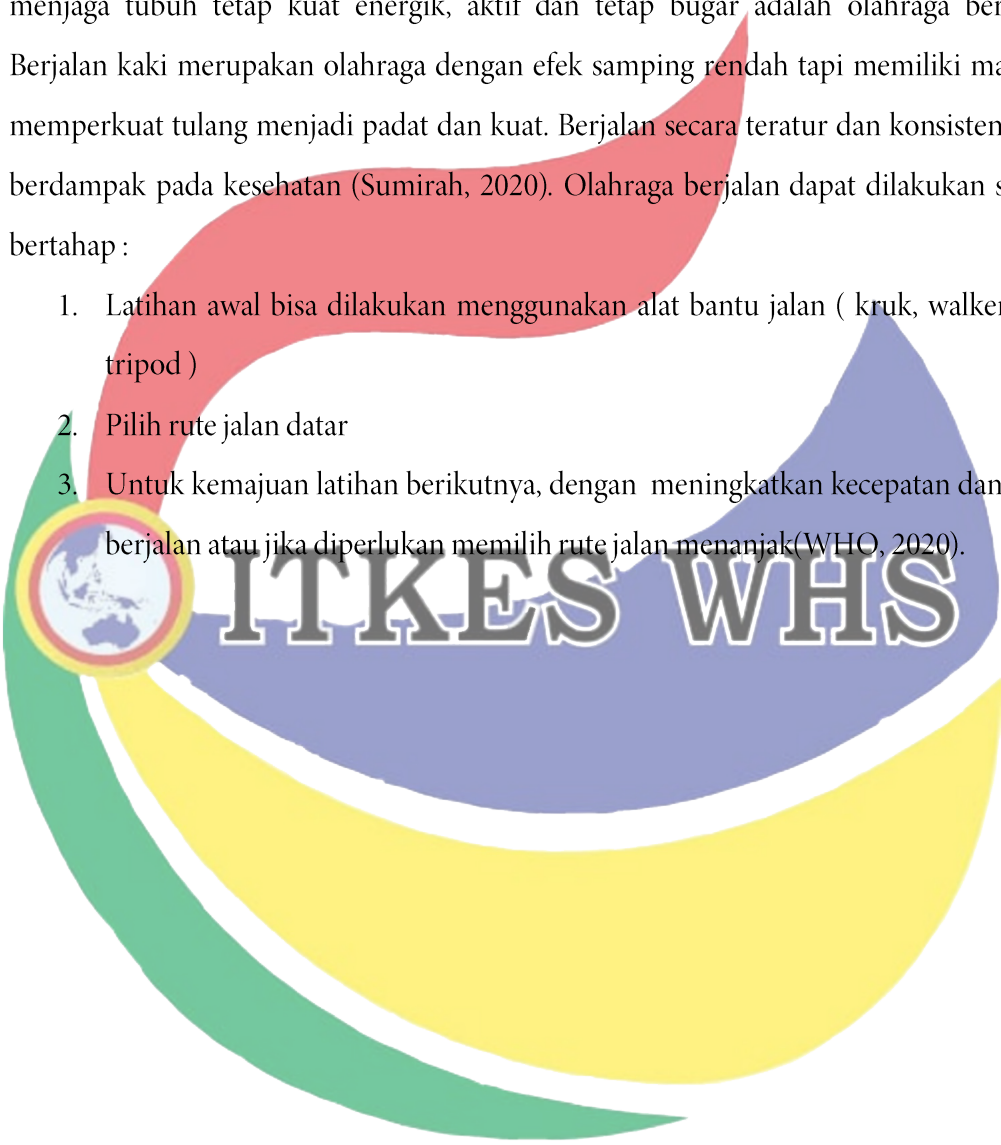 menjaga tubuh tetap kuat energik, aktif dan tetap bugar adalah olahraga
Berjalan kaki merupakan olahraga dengan efek samping rendah tapi memiliki
memperkuat tulang menjadi padat dan kuat. Berjalan secara teratur dan konsisten
berdampak pada kesehatan (Sumirah, 2020). Olahraga berjalan dapat dilakukan
bertahap :
1. Latihan awal bisa dilakukan menggunakan alat bantu jalan ( kruk, walker
tripod )
2. Pilih rute jalan datar
3. Untuk kemajuan latihan berikutnya, dengan meningkatkan kecepatan dan
berjalan atau jika diperlukan memilih rute jalan menanjak(WHO, 2020).
ITKES WHS